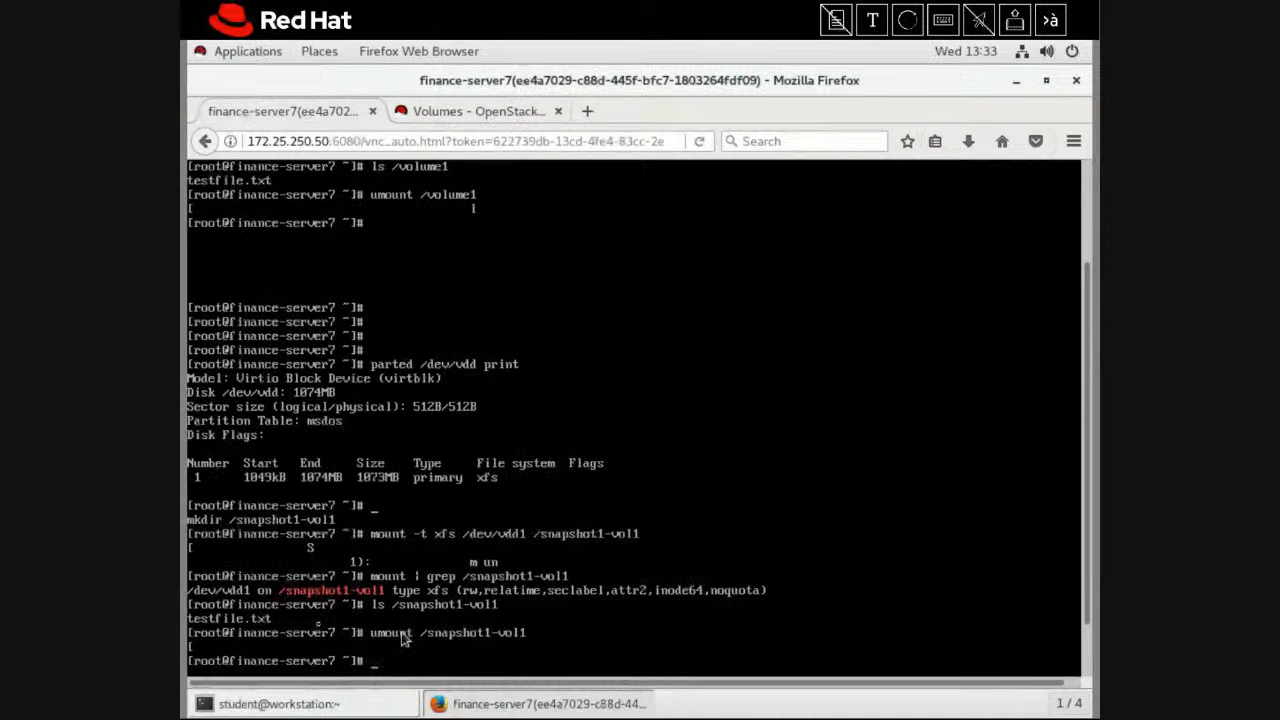 Red Hat
T >à
Applications Places Firefox Web Browser Wed 13:33
finance-server7(ee4a7029-c88d-445f-bfc7-1803264fdf09) - Mozilla Firefox
finance-server7(ee4a702... × Volumes - OpenStack... × +
172.25.250.50:6080/vnc_auto.html?token=622739db-13cd-4fe4-83cc-2e Search
[root@finance-server7 ~]# ls /volume1
testfile.txt
[root@finance-server7 ~]# umount /volume1
[ l
[root@finance-server7 ~]#
[root@finance-server7 ~]#
[root@finance-server7 ~]#
[root@finance-server7 ~]#
[root@finance-server7 ~]#
[root@finance-server7 ~]# parted /dev/vdd print
Model: Virtio Block Device (virtblk)
Disk /dev/vdd: 1074MB
Sector size (logical/physical): 512B/512B
Partition Table: msdos
Disk Flags:
Number Start End Size Type File system Flags
1 1049kB 1074MB 1073MB primary xfs
[root@finance-server7 ~]# _
mkdir /snapshot1-vol1
[root@finance-server7 ~]# mount -t xfs /dev/vdd1 /snapshot1-vol1
[ S
1): m un
[root@finance-server7 ~]# mount | grep /snapshot1-vol1
/dev/vdd1 on /snapshot1-vol1 type xfs (rw,relatime,seclabel,attr2,inode64,noquota)
[root@finance-server7 ~]# ls /snapshot1-vol1
testfile.txt
[root@finance-server7 ~]# umount /snapshot1-vol1
[
[root@finance-server7 ~]# _
student@workstation:~ finance-server7(ee4a7029-c88d-44... 1 / 4